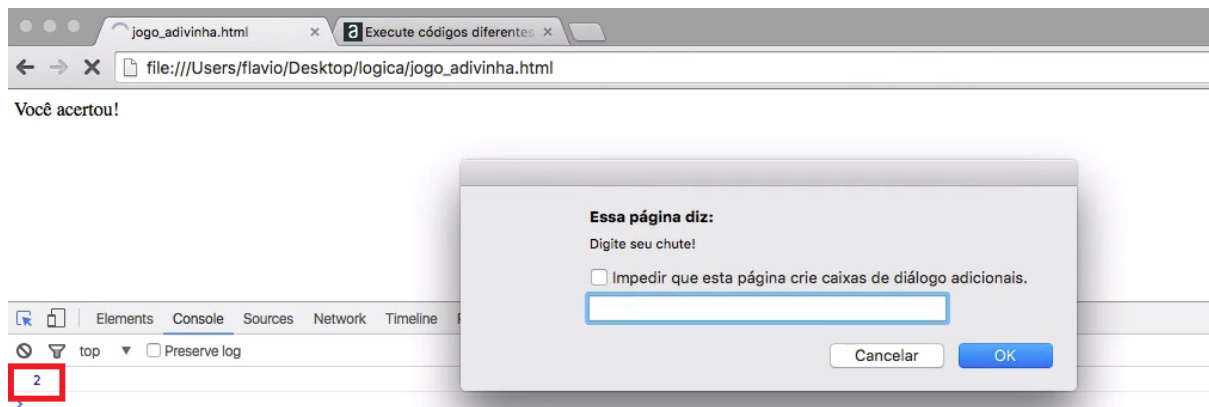 jogo_adivinha.html × a Execute códigos diferentes ×
file:///Users/flavio/Desktop/logica/jogo_adivinha.html
Você acertou!
Essa página diz:
Digite seu chute!
Impedir que esta página crie caixas de diálogo adicionais.
Cancelar OK
Elements Console Sources Network Timeline
top ▼ Preserve log
2